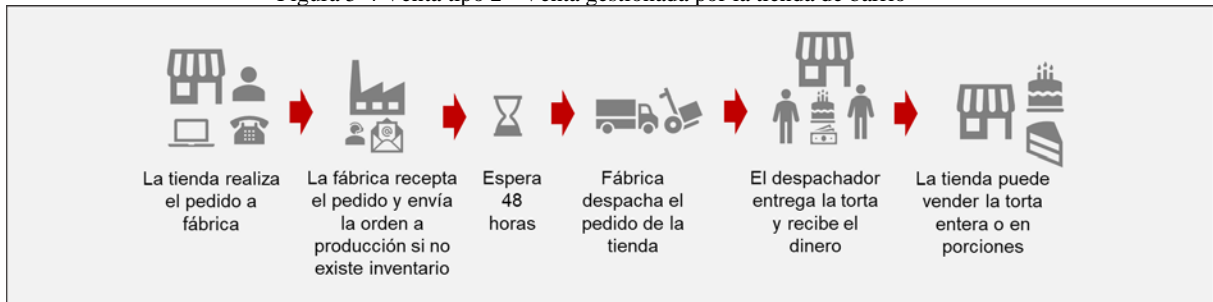 La tienda realiza
el pedido a
fábrica
La fábrica recepta
el pedido y envía
la orden a
producción si no
existe inventario
Espera
48
horas
Fábrica
despacha el
pedido de la
tienda
El despachador
entrega la torta
y recibe el
dinero
La tienda puede
vender la torta
entera o en
porciones